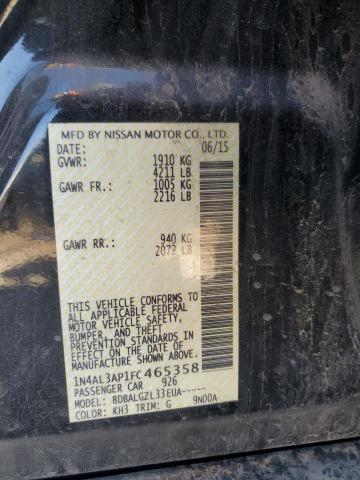 MFD BY NISSAN MOTOR CO., LTD.
DATE: 06/15
GVWR: 1910 KG
4211 LB
GAWR FR.: 1005 KG
2216 LB
GAWR RR.: 940 KG
2072 LB
THIS VEHICLE CONFORMS TO
ALL APPLICABLE FEDERAL
MOTOR VEHICLE SAFETY,
BUMPER, AND THEFT
PREVENTION STANDARDS IN
EFFECT ON THE DATE OF
MANUFACTURE SHOWN ABOVE.
1N4AL3AP1FC465358
PASSENGER CAR 926
MODEL: BDBALGZL33EUA-----
COLOR: KH3 TRIM: G 9N00A